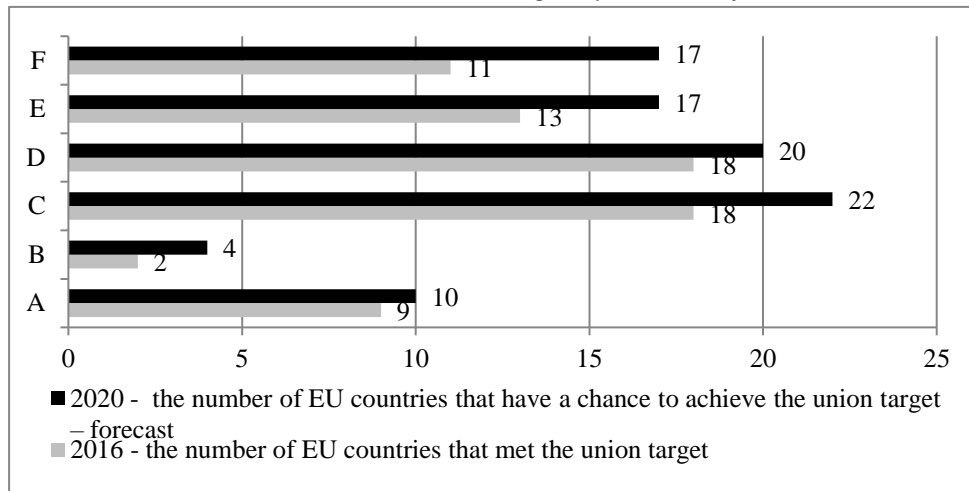 F 17
11
E 17
13
D 20
18
C 22
18
B 4
2
A 10
9
0 5 10 15 20 25
2020 - the number of EU countries that have a chance to achieve the union target
– forecast
2016 - the number of EU countries that met the union target